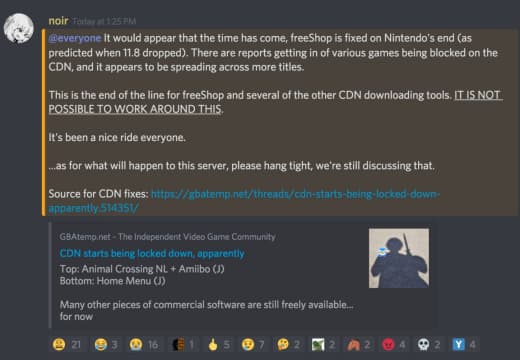 noir Today at 1:25 PM
@everyone It would appear that the time has come, freeShop is fixed on Nintendo's end (as
predicted when 11.8 dropped). There are reports getting in of various games being blocked on the
CDN, and it appears to be spreading across more titles.
This is the end of the line for freeShop and several of the other CDN downloading tools. IT IS NOT
POSSIBLE TO WORK AROUND THIS.
It's been a nice ride everyone.
...as for what will happen to this server, please hang tight, we're still discussing that.
Source for CDN fixes: https://gbatemp.net/threads/cdn-starts-being-locked-down-
apparently.514351/
GBAtemp.net - The Independent Video Game Community
CDN starts being locked down, apparently
Top: Animal Crossing NL + Amiibo (J)
Bottom: Home Menu (J)
Many other pieces of commercial software are still freely available...
for now
21 3 16 1 5 7 2 2 2 4 2 Y 4